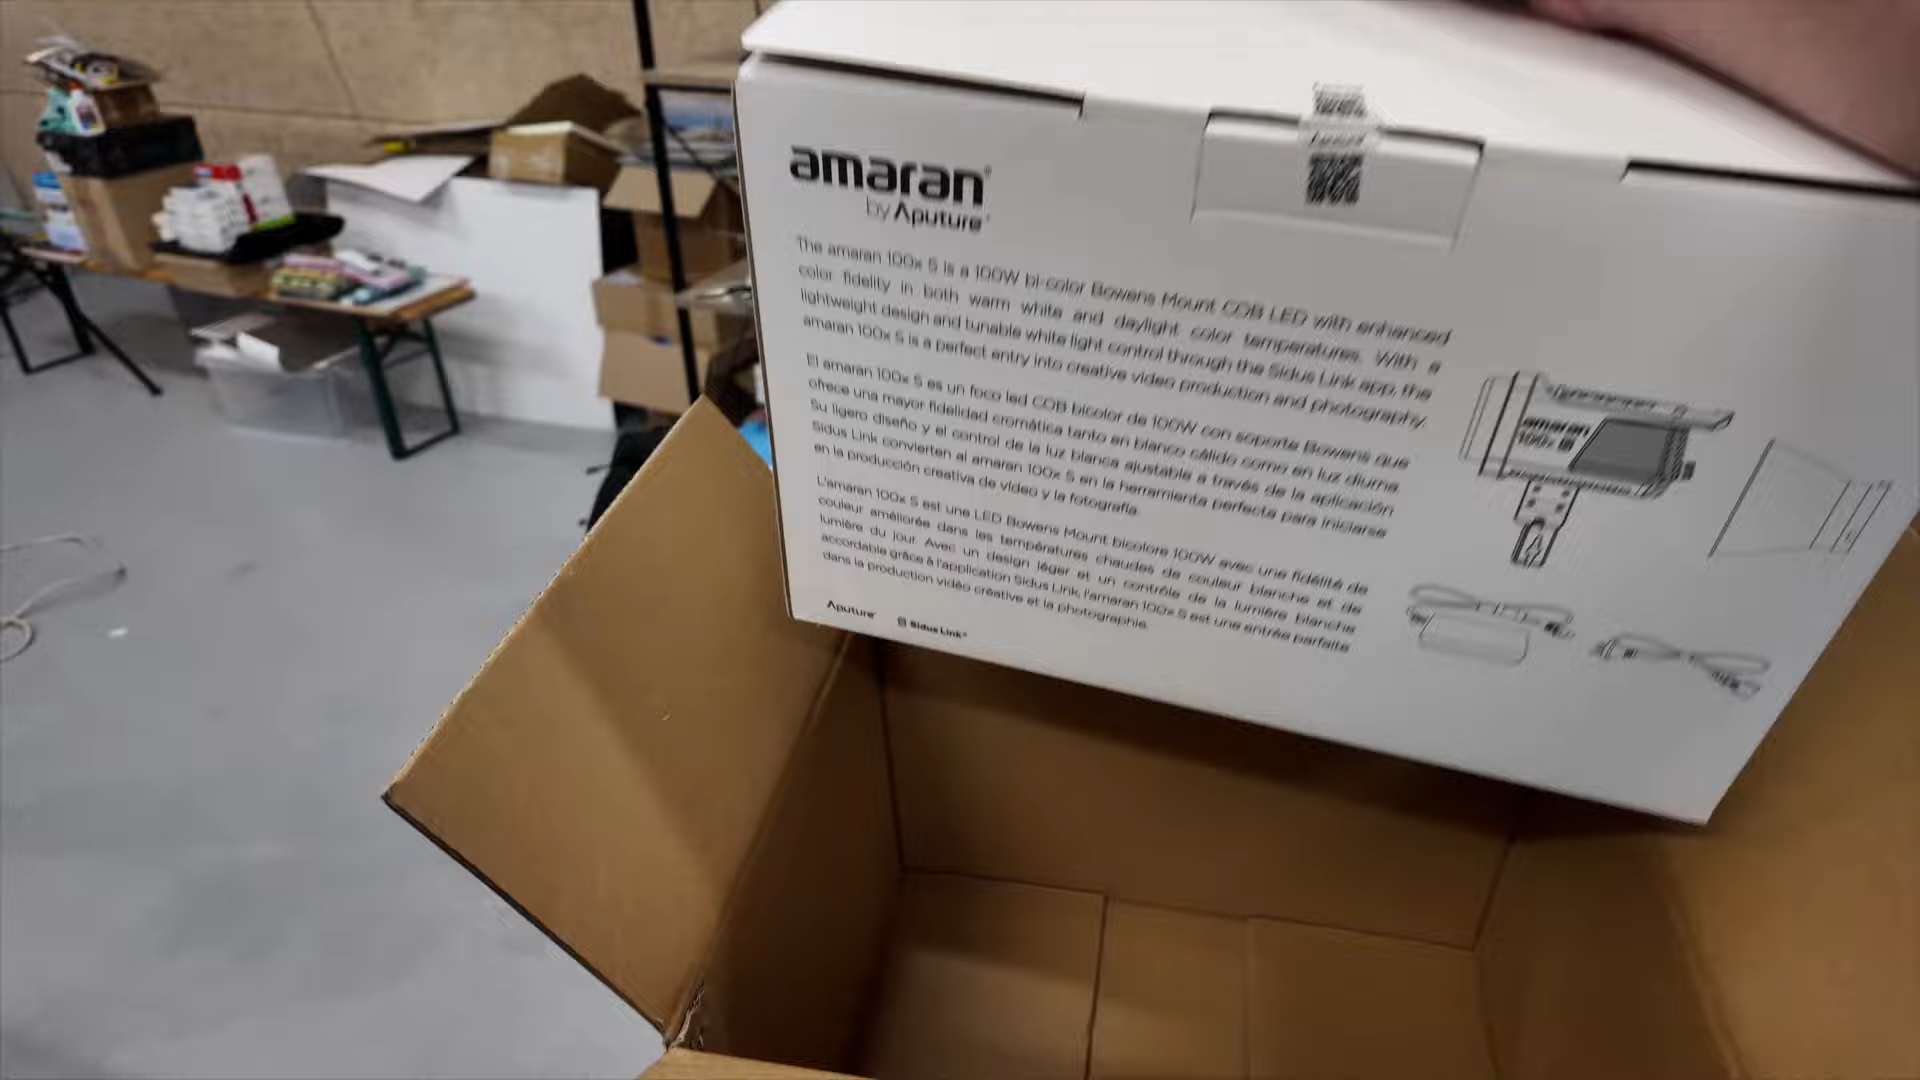 amaran®
by Aputure®
The amaran 100x S is a 100W bi-color Bowens Mount COB LED with enhanced
color fidelity in both warm white and daylight color temperatures. With a
lightweight design and tunable white light control through the Sidus Link app, the
amaran 100x S is a perfect entry into creative video production and photography.
El amaran 100x S es un foco led COB bicolor de 100W con soporte Bowens que
ofrece una mayor fidelidad cromática tanto en blanco cálido como en luz diurna.
Su ligero diseño y el control de la luz blanca ajustable a través de la aplicación
Sidus Link convierten al amaran 100x S en la herramienta perfecta para iniciarse
en la producción creativa de vídeo y la fotografía.
L'amaran 100x S est une LED Bowens Mount bicolore 100W avec une fidélité de
couleur améliorée dans les températures chaudes de couleur blanche et de
lumière du jour. Avec un design léger et un contrôle de la lumière blanche
accordable grâce à l'application Sidus Link, l'amaran 100x S est une entrée parfaite
dans la production vidéo créative et la photographie.
Aputure®
Sidus Link®
amaran
100x S